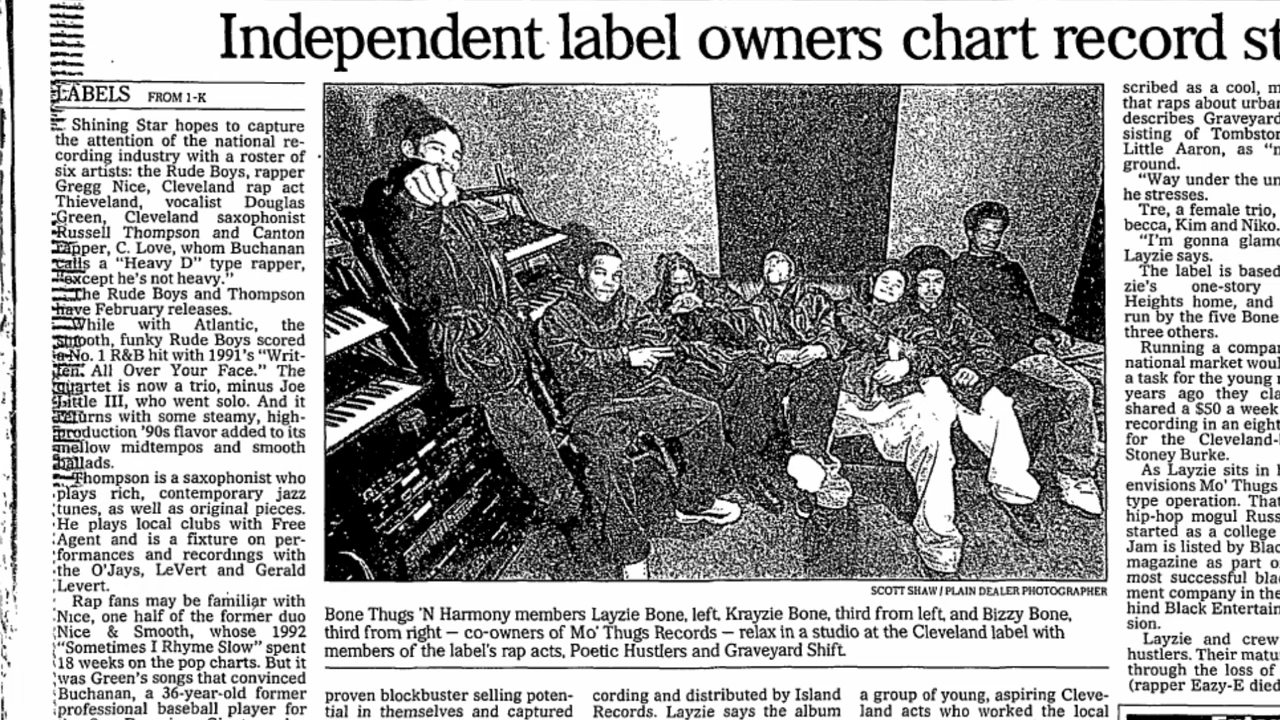 Independent label owners chart record st
LABELS FROM 1-K
Shining Star hopes to capture
the attention of the national re-
cording industry with a roster of
six artists: the Rude Boys, rapper
Gregg Nice, Cleveland rap act
Thieveland, vocalist Douglas
Green, Cleveland saxophonist
Russell Thompson and Canton
rapper, C. Love, whom Buchanan
calls a “Heavy D” type rapper,
“except he’s not heavy.”
The Rude Boys and Thompson
have February releases.
While with Atlantic, the
smooth, funky Rude Boys scored
a No. 1 R&B hit with 1991’s “Writ-
ten All Over Your Face.” The
quartet is now a trio, minus Joe
Little III, who went solo. And it
returns with some steamy, high-
production ’90s flavor added to its
mellow midtempos and smooth
ballads.
Thompson is a saxophonist who
plays rich, contemporary jazz
tunes, as well as original pieces.
He plays local clubs with Free
Agent and is a fixture on per-
formances and recordings with
the O’Jays, LeVert and Gerald
Levert.
Rap fans may be familiar with
Nice, one half of the former duo
Nice & Smooth, whose 1992
“Sometimes I Rhyme Slow” spent
18 weeks on the pop charts. But it
was Green’s songs that convinced
Buchanan, a 36-year-old former
professional baseball player for
SCOTT SHAW / PLAIN DEALER PHOTOGRAPHER
Bone Thugs ’N Harmony members Layzie Bone, left, Krayzie Bone, third from left, and Bizzy Bone,
third from right — co-owners of Mo’ Thugs Records — relax in a studio at the Cleveland label with
members of the label’s rap acts, Poetic Hustlers and Graveyard Shift.
proven blockbuster selling poten-
tial in themselves and captured
cording and distributed by Island
Records. Layzie says the album
a group of young, aspiring Cleve-
land acts who worked the local
scribed as a cool, m
that raps about urba
describes Graveyard
sisting of Tombston
Little Aaron, as “n
ground.
“Way under the un
he stresses.
Tre, a female trio,
becca, Kim and Niko.
“I’m gonna glamo
Layzie says.
The label is based
zie’s one-story
Heights home, and
run by the five Bone
three others.
Running a compan
national market woul
a task for the young
years ago they cla
shared a $50 a week
recording in an eight
for the Cleveland-
Stoney Burke.
As Layzie sits in
envisions Mo’ Thugs
type operation. That
hip-hop mogul Russ
started as a college
Jam is listed by Blac
magazine as part o
most successful bla
ment company in the
hind Black Entertain
sion.
Layzie and crew
hustlers. Their matu
through the loss of
(rapper Eazy-E died